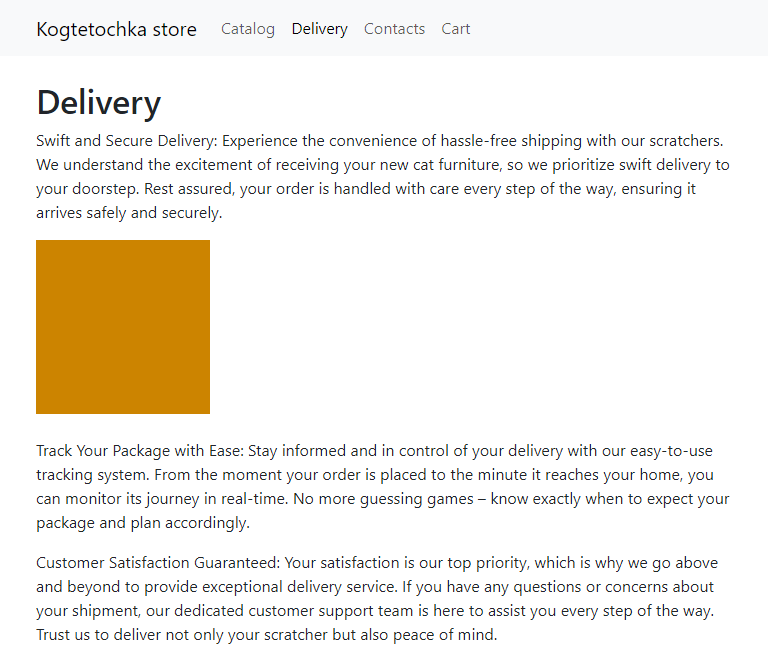 Kogtetochka store Catalog Delivery Contacts Cart
Delivery
Swift and Secure Delivery: Experience the convenience of hassle-free shipping with our scratchers.
We understand the excitement of receiving your new cat furniture, so we prioritize swift delivery to
your doorstep. Rest assured, your order is handled with care every step of the way, ensuring it
arrives safely and securely.
Track Your Package with Ease: Stay informed and in control of your delivery with our easy-to-use
tracking system. From the moment your order is placed to the minute it reaches your home, you
can monitor its journey in real-time. No more guessing games – know exactly when to expect your
package and plan accordingly.
Customer Satisfaction Guaranteed: Your satisfaction is our top priority, which is why we go above
and beyond to provide exceptional delivery service. If you have any questions or concerns about
your shipment, our dedicated customer support team is here to assist you every step of the way.
Trust us to deliver not only your scratcher but also peace of mind.